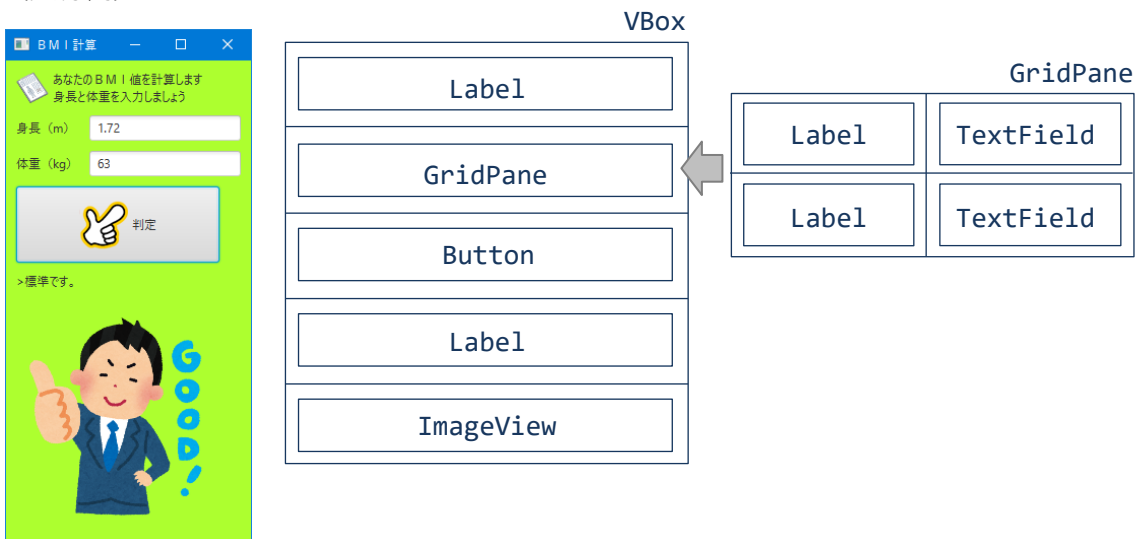 BMI計算
あなたのBMI値を計算します
身長と体重を入力しましょう
身長（m）
1.72
体重（kg）
63
判定
>標準です。
GOOD!
VBox
Label
GridPane
Button
Label
ImageView
GridPane
Label
TextField
Label
TextField